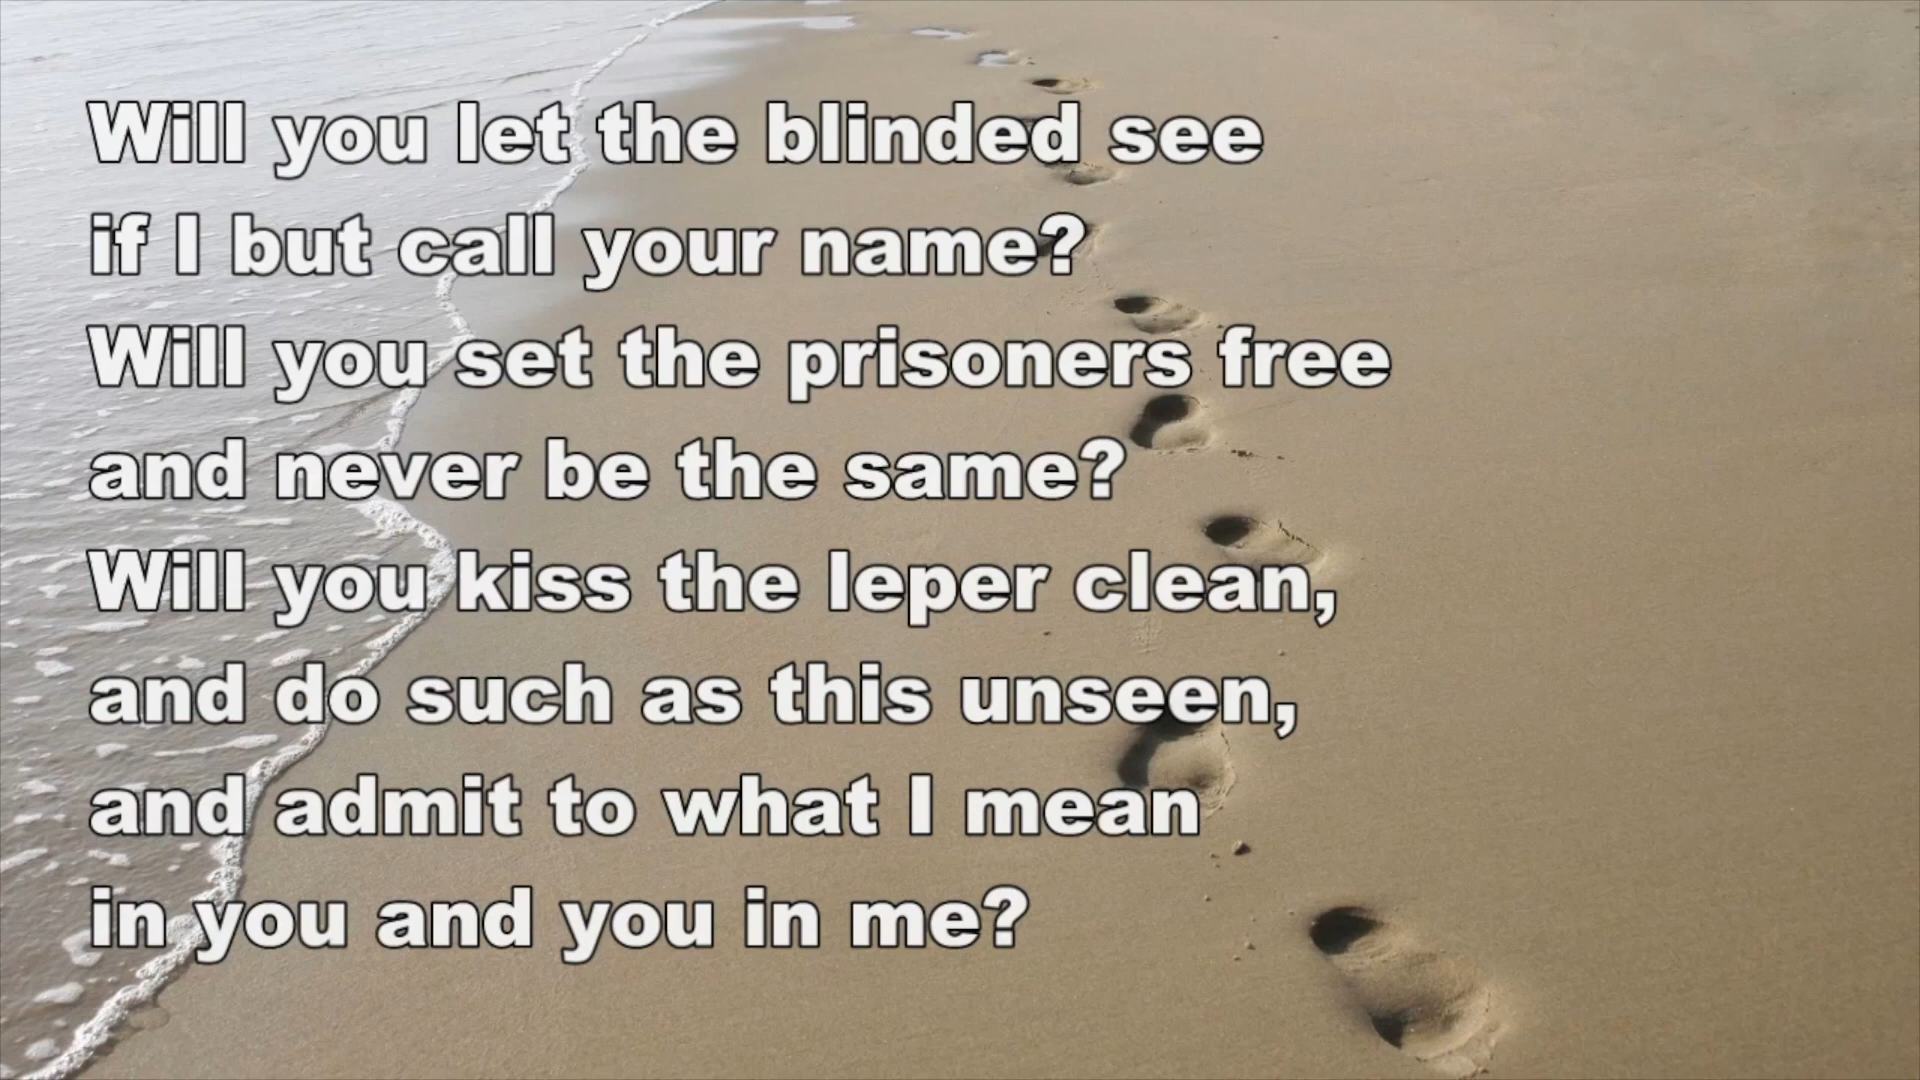 Will you let the blinded see
if I but call your name?
Will you set the prisoners free
and never be the same?
Will you kiss the leper clean,
and do such as this unseen,
and admit to what I mean
in you and you in me?